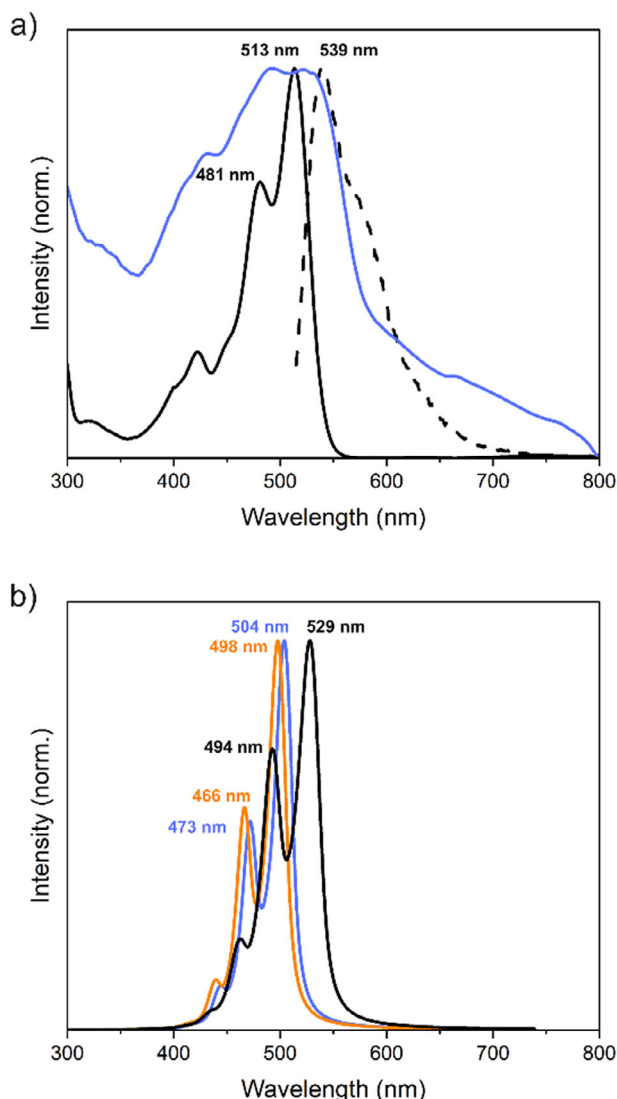 a)
513 nm
539 nm
481 nm
Intensity (norm.)
300
400
500
600
700
800
Wavelength (nm)
b)
504 nm
529 nm
498 nm
494 nm
466 nm
473 nm
Intensity (norm.)
300
400
500
600
700
800
Wavelength (nm)